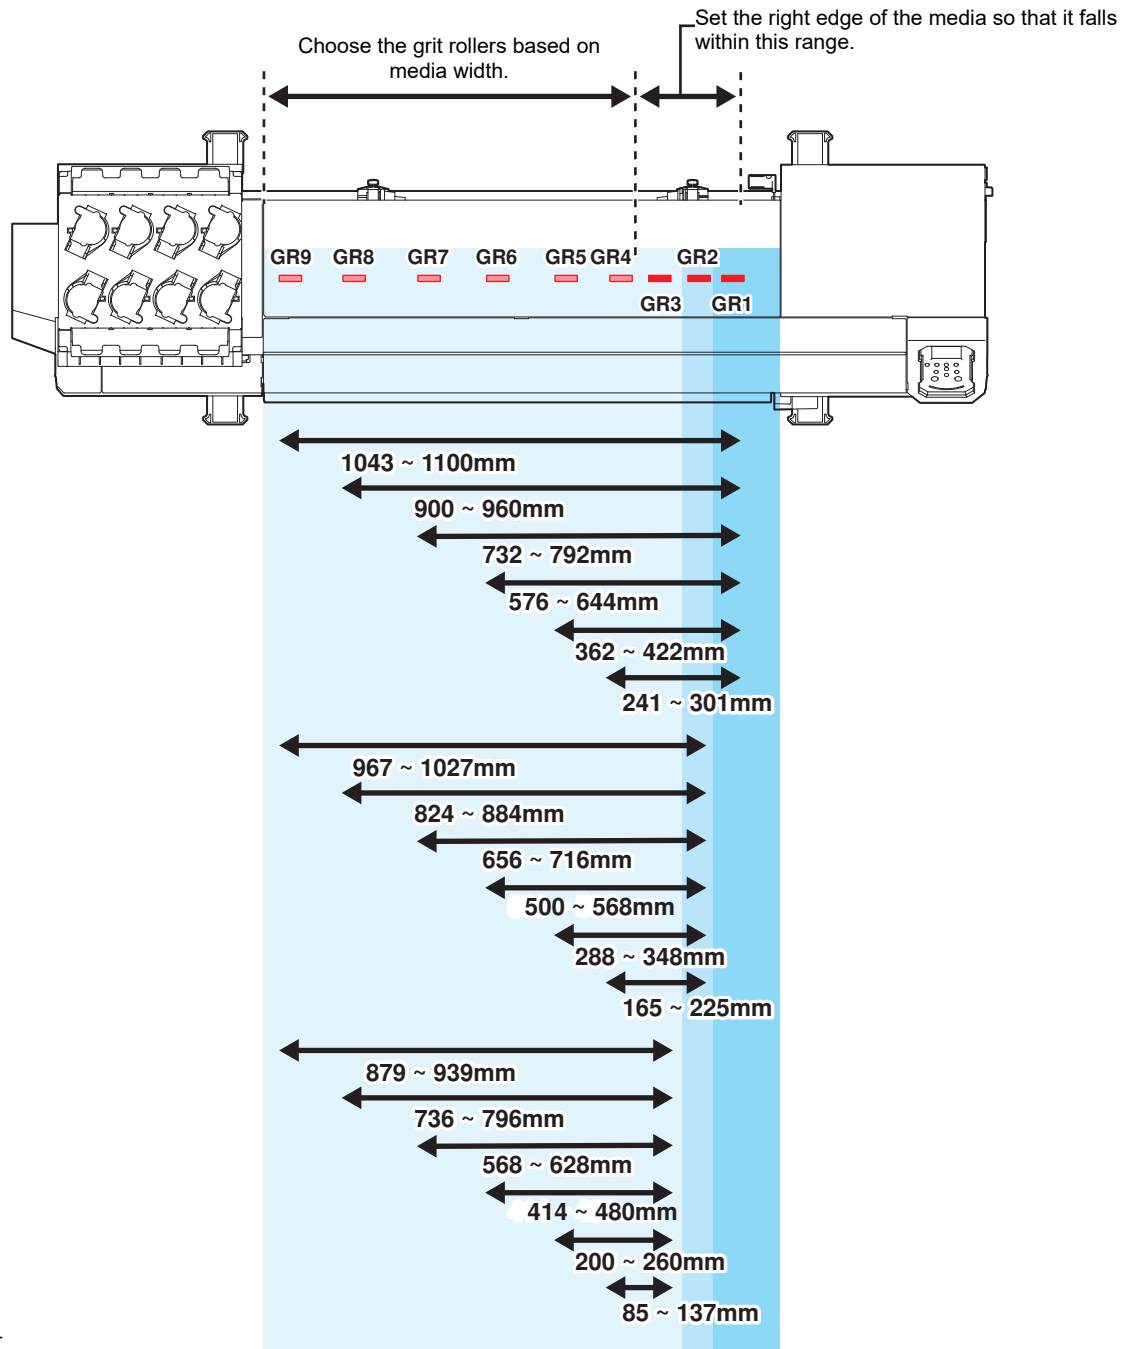 Set the right edge of the media so that it falls
within this range.
Choose the grit rollers based on
media width.
GR9 GR8 GR7 GR6 GR5 GR4 GR2
GR3 GR1
1043 ~ 1100mm
900 ~ 960mm
732 ~ 792mm
576 ~ 644mm
362 ~ 422mm
241 ~ 301mm
967 ~ 1027mm
824 ~ 884mm
656 ~ 716mm
500 ~ 568mm
288 ~ 348mm
165 ~ 225mm
879 ~ 939mm
736 ~ 796mm
568 ~ 628mm
414 ~ 480mm
200 ~ 260mm
85 ~ 137mm